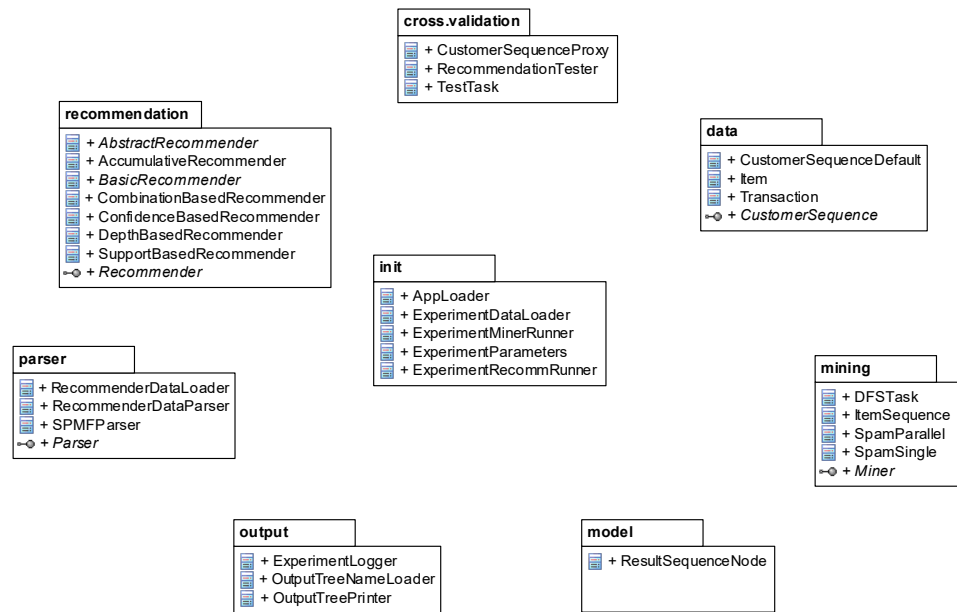 cross.validation
+ CustomerSequenceProxy
+ RecommendationTester
+ TestTask
recommendation
+ AbstractRecommender
+ AccumulativeRecommender
+ BasicRecommender
+ CombinationBasedRecommender
+ ConfidenceBasedRecommender
+ DepthBasedRecommender
+ SupportBasedRecommender
+ Recommender
data
+ CustomerSequenceDefault
+ Item
+ Transaction
+ CustomerSequence
init
+ AppLoader
+ ExperimentDataLoader
+ ExperimentMinerRunner
+ ExperimentParameters
+ ExperimentRecommRunner
parser
+ RecommenderDataLoader
+ RecommenderDataParser
+ SPMFParser
+ Parser
mining
+ DFSTask
+ ItemSequence
+ SpamParallel
+ SpamSingle
+ Miner
output
+ ExperimentLogger
+ OutputTreeNameLoader
+ OutputTreePrinter
model
+ ResultSequenceNode